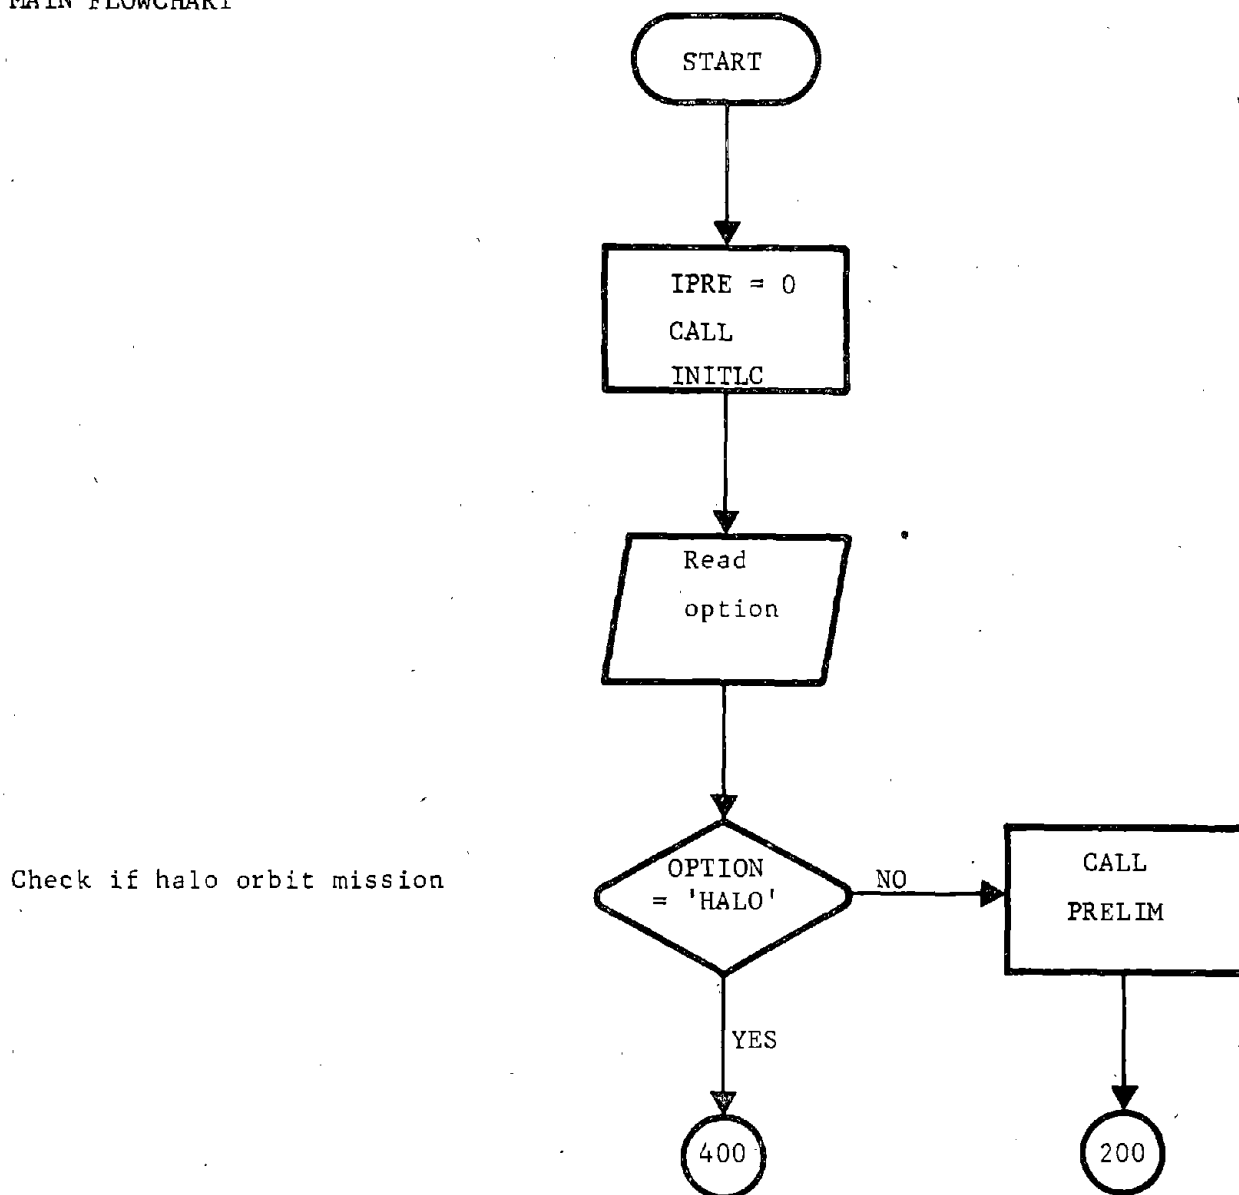 MAIN FLOWCHART
START
IPRE = 0
CALL
INITLC
Read
option
Check if halo orbit mission
OPTION
= 'HALO'
NO
CALL
PRELIM
YES
400
200